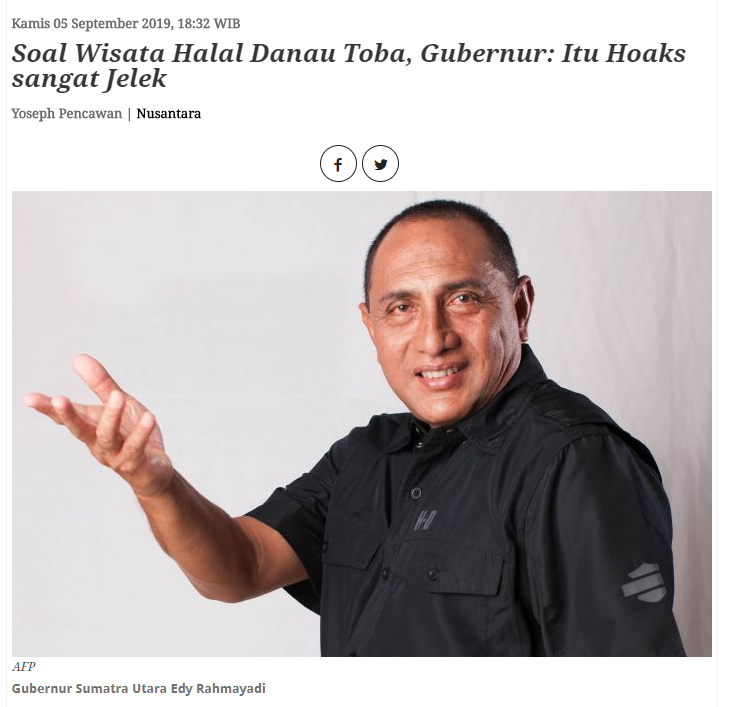 Kamis 05 September 2019, 18:32 WIB
Soal Wisata Halal Danau Toba, Gubernur: Itu Hoaks
sangat Jelek
Yoseph Pencawan | Nusantara
H-D
AFP
Gubernur Sumatra Utara Edy Rahmayadi